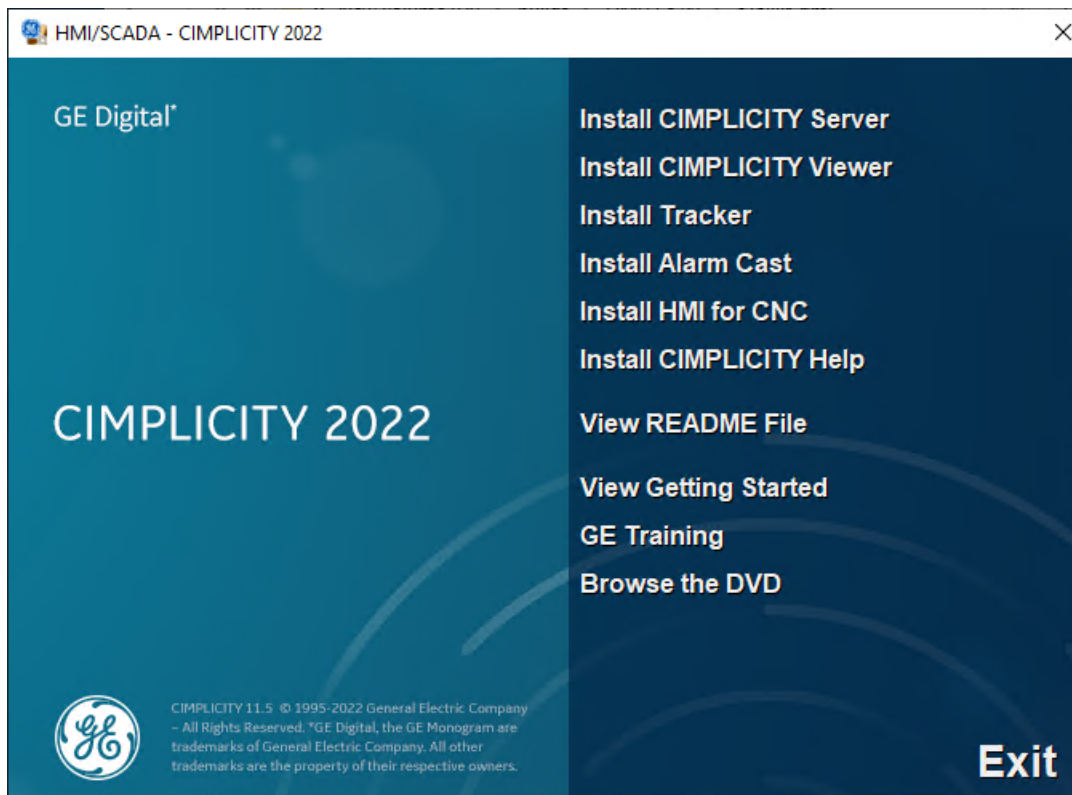 HMI/SCADA - CIMPLICITY 2022
GE Digital*
Install CIMPLICITY Server
Install CIMPLICITY Viewer
Install Tracker
Install Alarm Cast
Install HMI for CNC
Install CIMPLICITY Help
CIMPLICITY 2022
View README File
View Getting Started
GE Training
Browse the DVD
CIMPLICITY 11.5 © 1995-2022 General Electric Company
– All Rights Reserved. *GE Digital, the GE Monogram are
trademarks of General Electric Company. All other
trademarks are the property of their respective owners.
GE
Exit